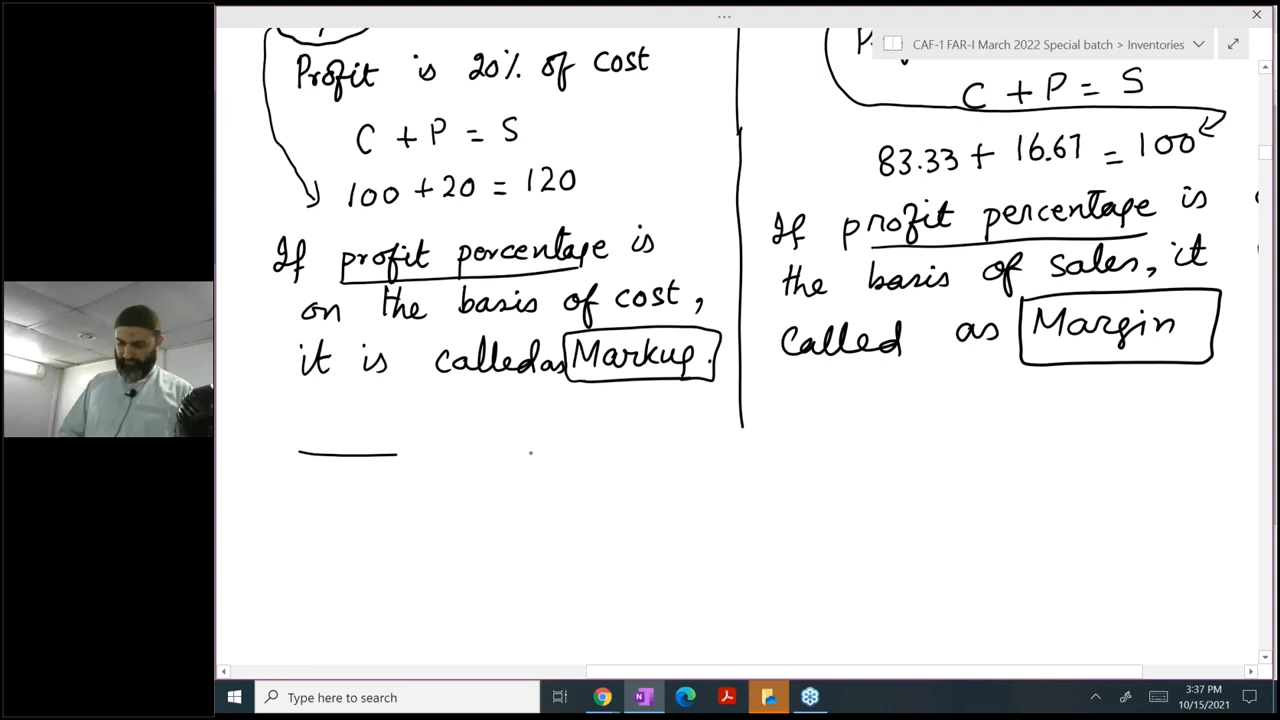 CAF-1 FAR-I March 2022 Special batch > Inventories
Profit is 20% of cost
C + P = S
100 + 20 = 120
If profit percentage is
on the basis of cost,
it is called as Markup.
C + P = S
83.33 + 16.67 = 100
If profit percentage is
the basis of sales, it
called as Margin
Type here to search
3:37 PM
10/15/2021